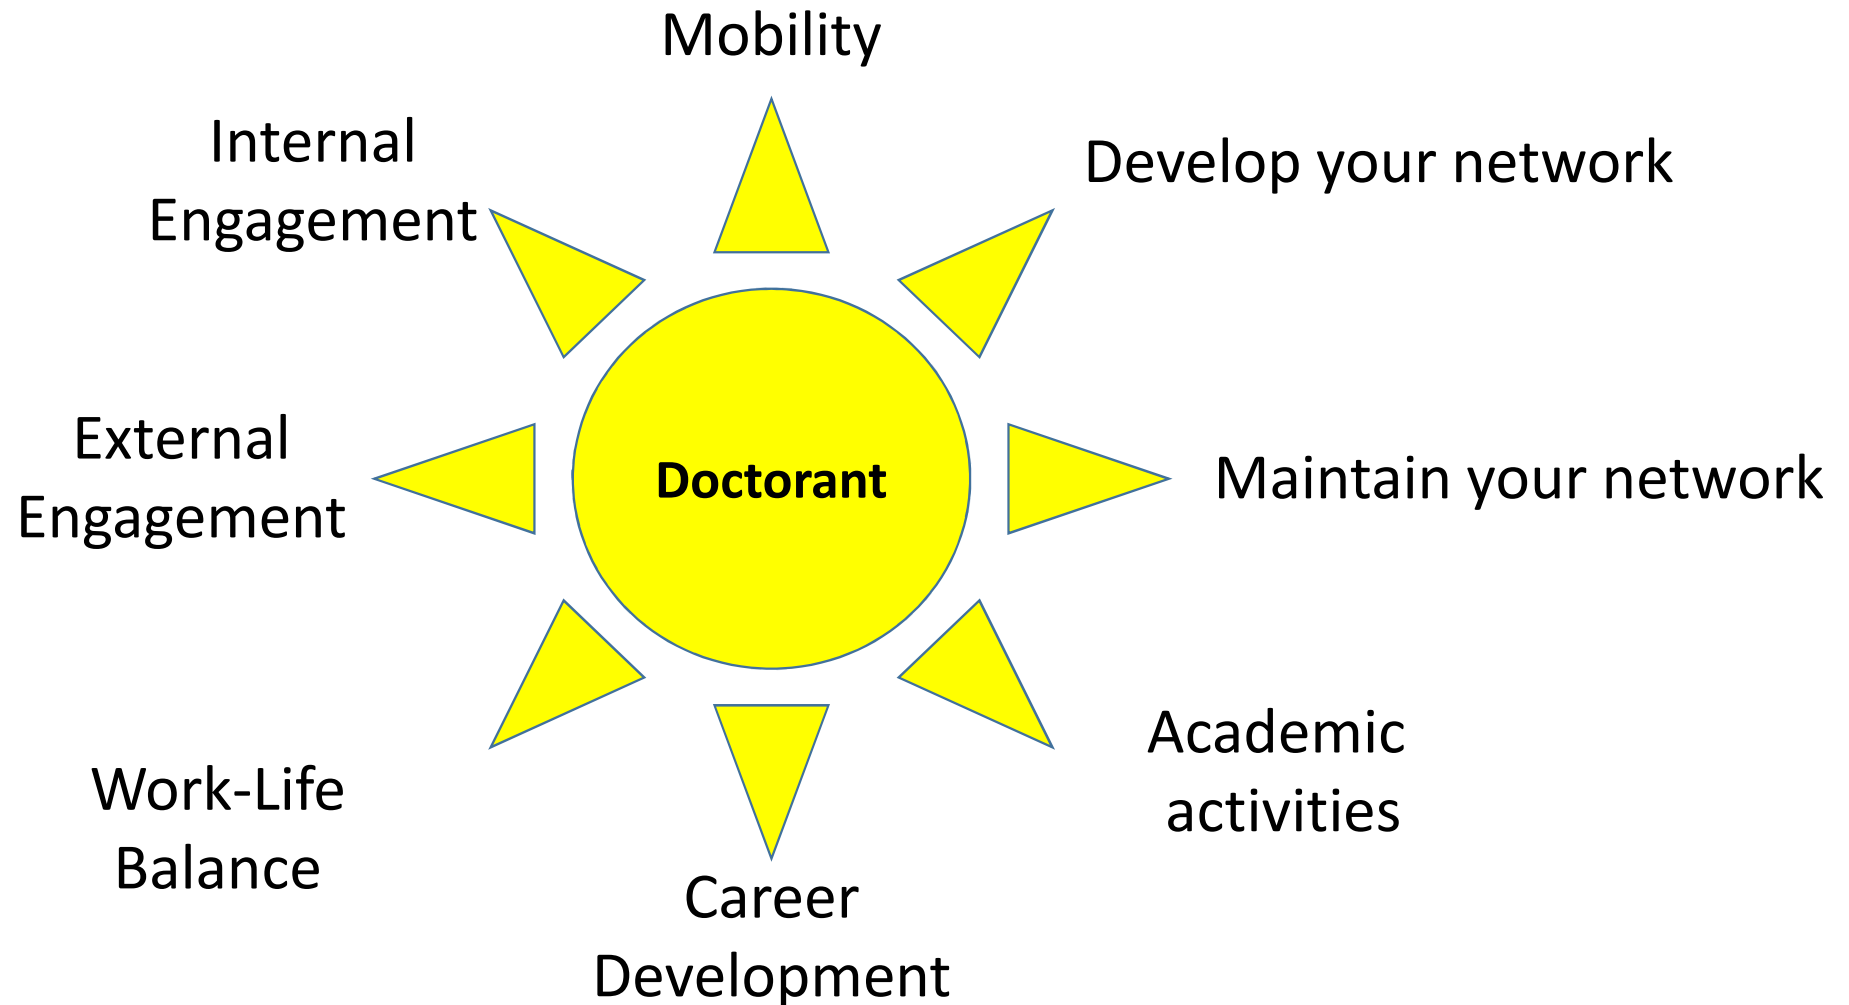 Mobility
Internal
Engagement
Develop your network
External
Engagement
Doctorant
Maintain your network
Academic
activities
Work-Life
Balance
Career
Development